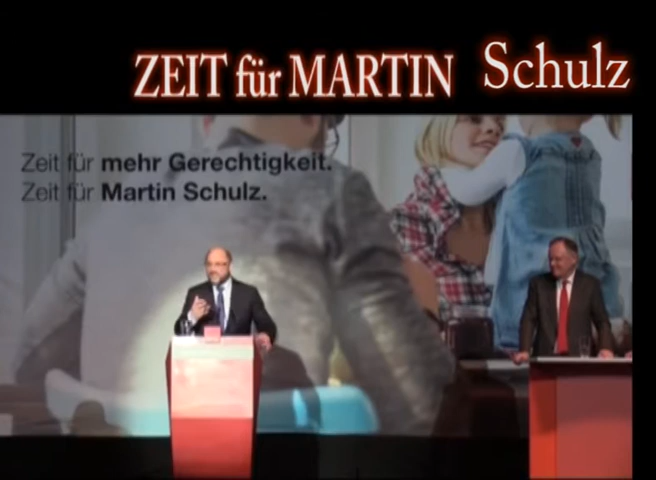 ZEIT für MARTIN Schulz
Zeit für mehr Gerechtigkeit.
Zeit für Martin Schulz.